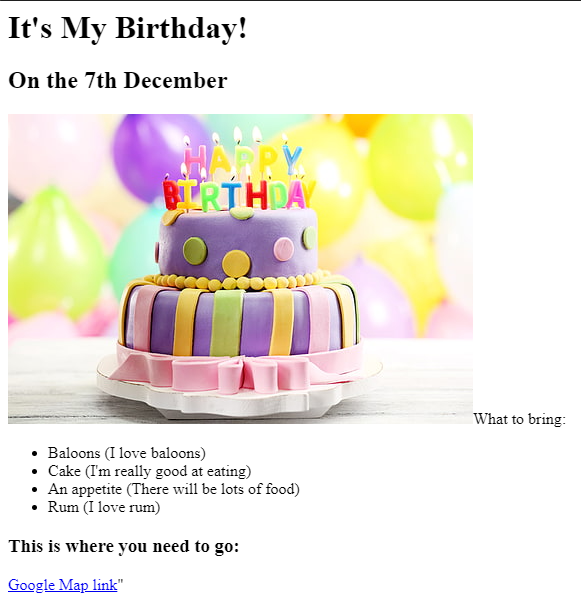 It's My Birthday!
On the 7th December
HAPPY
BIRTHDAY
What to bring:
Baloons (I love baloons)
Cake (I'm really good at eating)
An appetite (There will be lots of food)
Rum (I love rum)
This is where you need to go:
Google Map link"